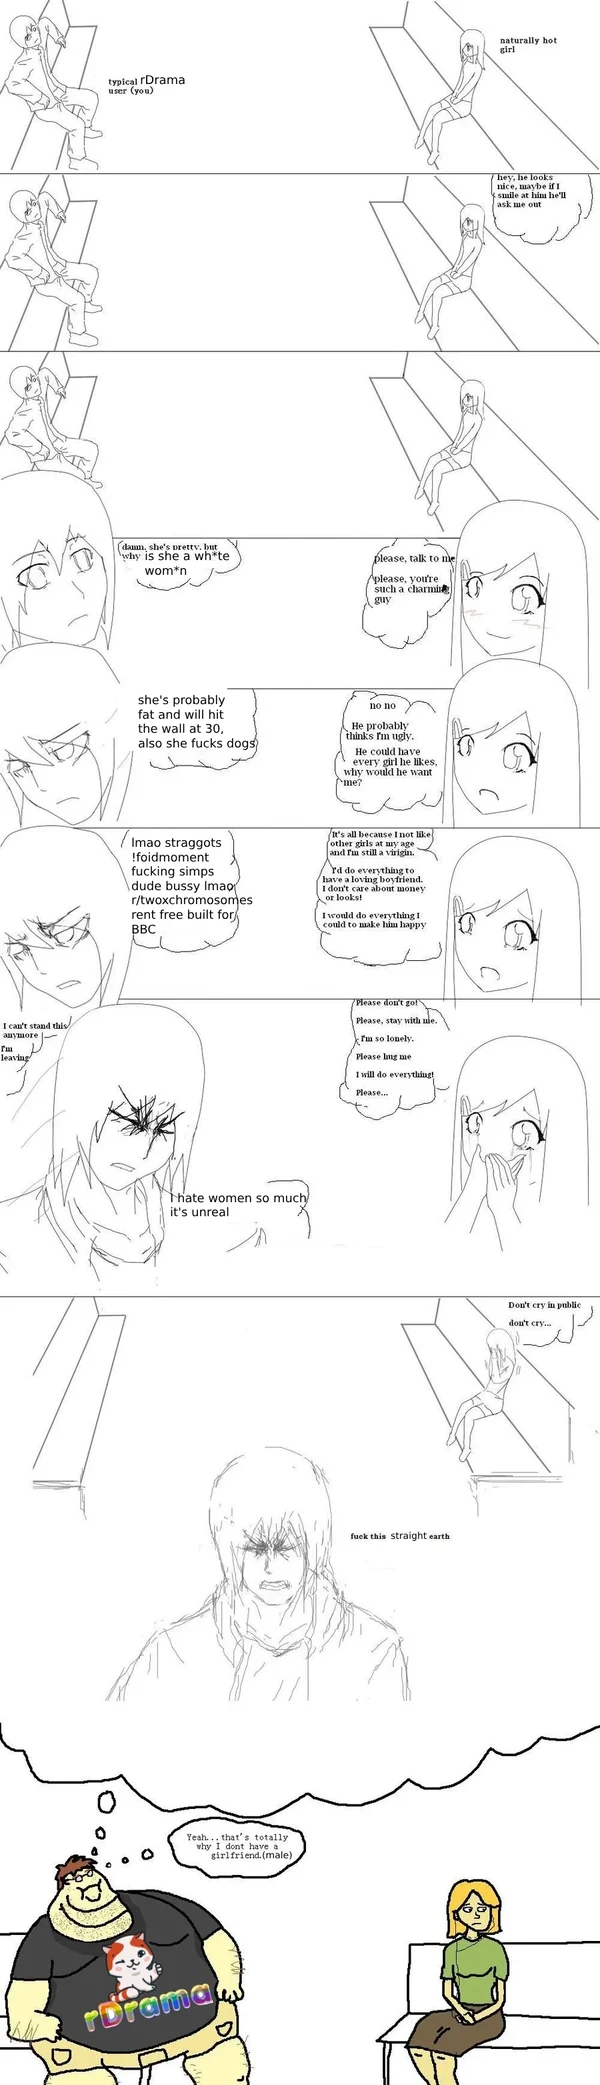 typical rDrama
user (you)
naturally hot
girl
hey, he looks
nice, maybe if I
smile at him he'll
ask me out
damn, she's pretty, but
why is she a wh*te
wom*n
please, talk to me
please, you're
such a charming
guy
she's probably
fat and will hit
the wall at 30,
also she fucks dogs
no no
He probably
thinks I'm ugly.
He could have
every girl he likes,
why would he want
me?
lmao straggots
!foidmoment
fucking simps
dude bussy lmao
r/twoxchromosomes
rent free built for
BBC
It's all because I not like
other girls at my age
and I'm still a virigin.
I'd do everything to
have a loving boyfriend.
I don't care about money
or looks!
I would do everything I
could to make him happy
I can't stand this
anymore
I'm
leaving
Please don't go!
Please, stay with me.
I'm so lonely.
Please hug me
I will do everything!
Please...
I hate women so much
it's unreal
Don't cry in public
don't cry...
fuck this straight earth
Yeah...that's totally
why I dont have a
girlfriend.(male)
rDrama